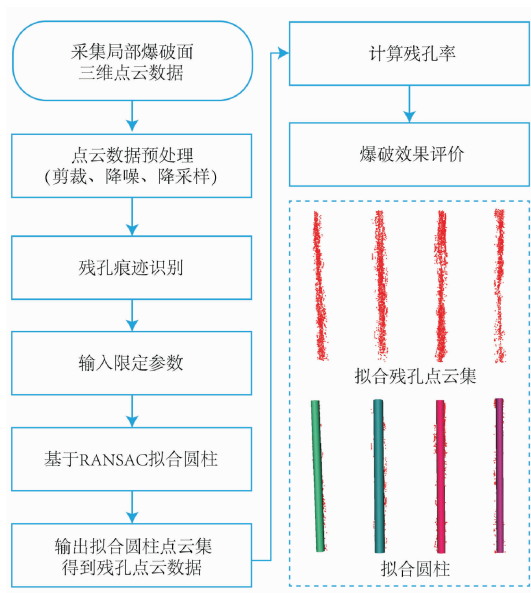 采集局部爆破面
三维点云数据
点云数据预处理
(剪裁、降噪、降采样)
残孔痕迹识别
输入限定参数
基于RANSAC拟合圆柱
输出拟合圆柱点云集
得到残孔点云数据
计算残孔率
爆破效果评价
拟合残孔点云集
拟合圆柱